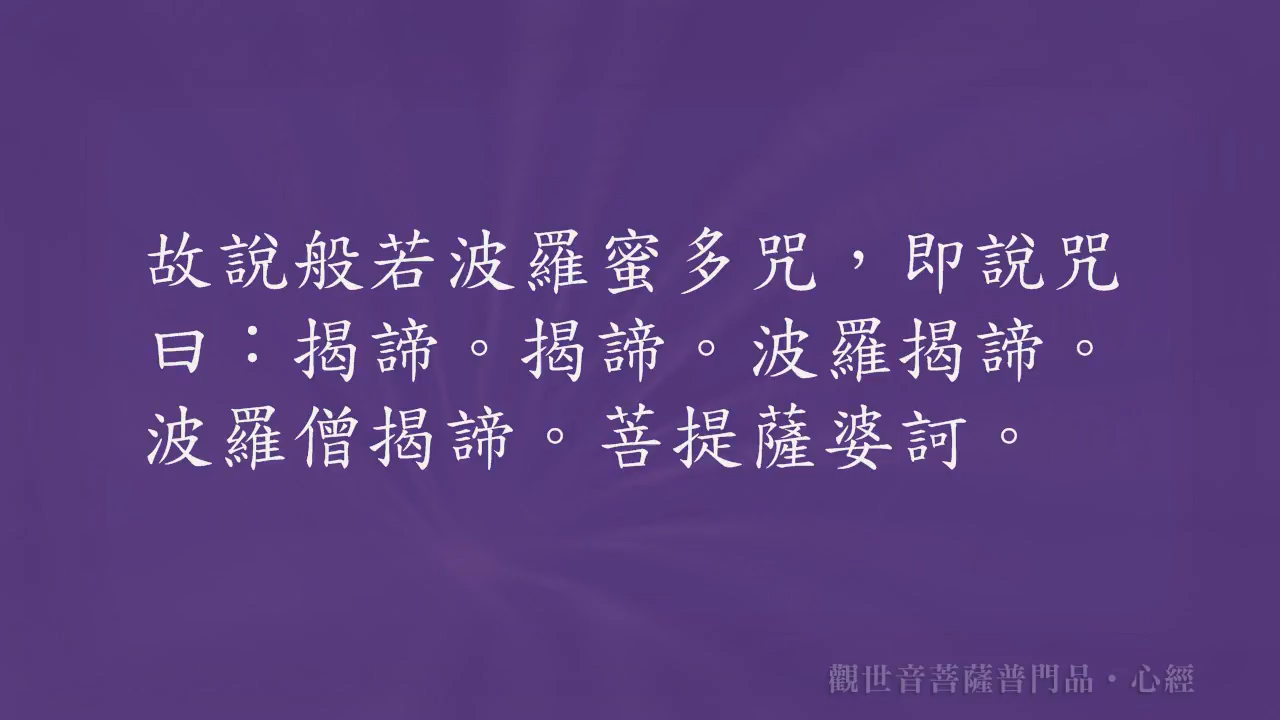 故說般若波羅蜜多咒，即說咒
曰：揭諦。揭諦。波羅揭諦。
波羅僧揭諦。菩提薩婆訶。
觀世音菩薩普門品・心經